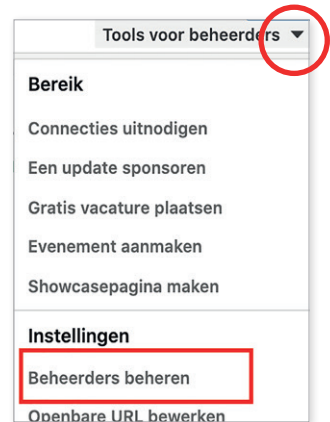 Tools voor beheerders
Bereik
Connecties uitnodigen
Een update sponsoren
Gratis vacature plaatsen
Evenement aanmaken
Showcasepagina maken
Instellingen
Beheerders beheren
Openbare URL bewerken